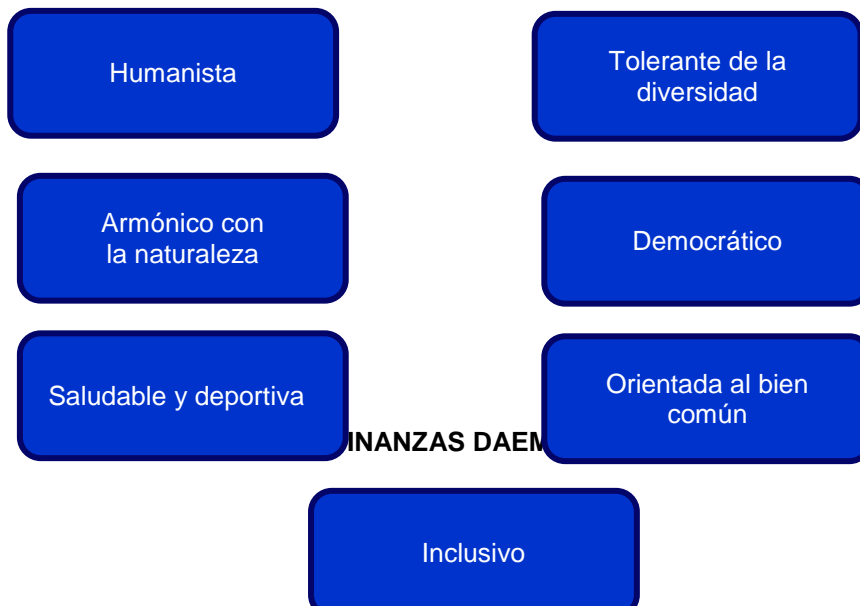 Humanista
Tolerante de la
diversidad
Armónico con
la naturaleza
Democrático
Saludable y deportiva
Orientada al bien
común
INANZAS DAEM
Inclusivo